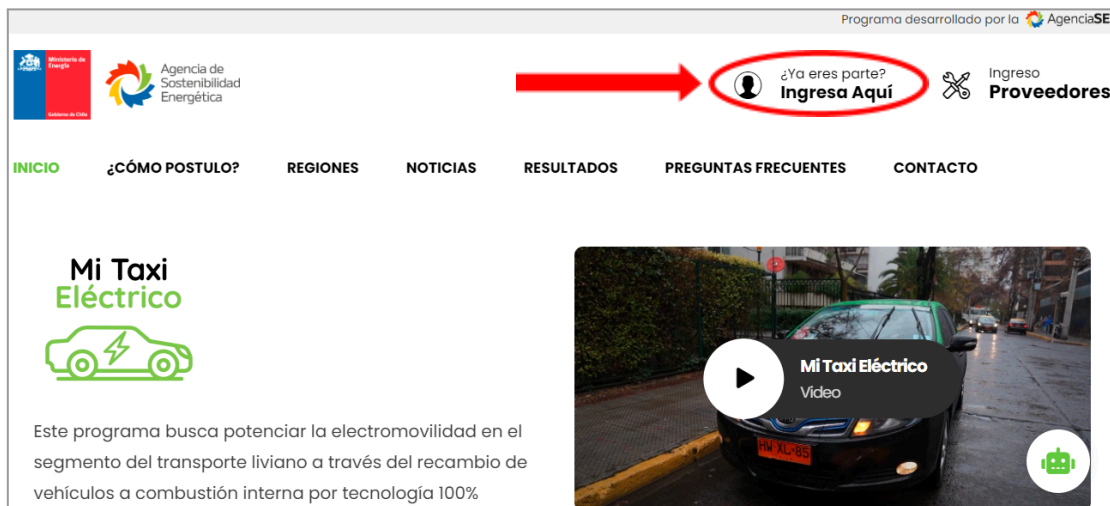 Programa desarrollado por la AgenciaSE
Ministerio de
Energía
Gobierno de Chile
Agencia de
Sostenibilidad
Energética
¿Ya eres parte?
Ingresa Aquí
Ingreso
Proveedores
INICIO ¿CÓMO POSTULO? REGIONES NOTICIAS RESULTADOS PREGUNTAS FRECUENTES CONTACTO
Mi Taxi
Eléctrico
Mi Taxi Eléctrico
Video
HW XL·85
Este programa busca potenciar la electromovilidad en el
segmento del transporte liviano a través del recambio de
vehículos a combustión interna por tecnología 100%